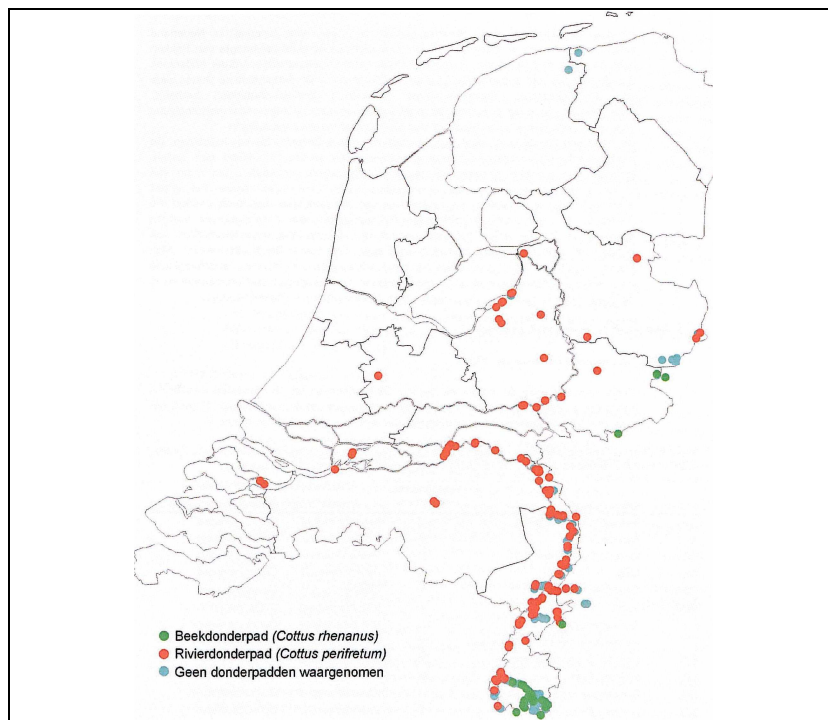 Beekdonderpad (Cottus rhenanus)
Rivierdonderpad (Cottus perifretum)
Geen donderpadden waargenomen